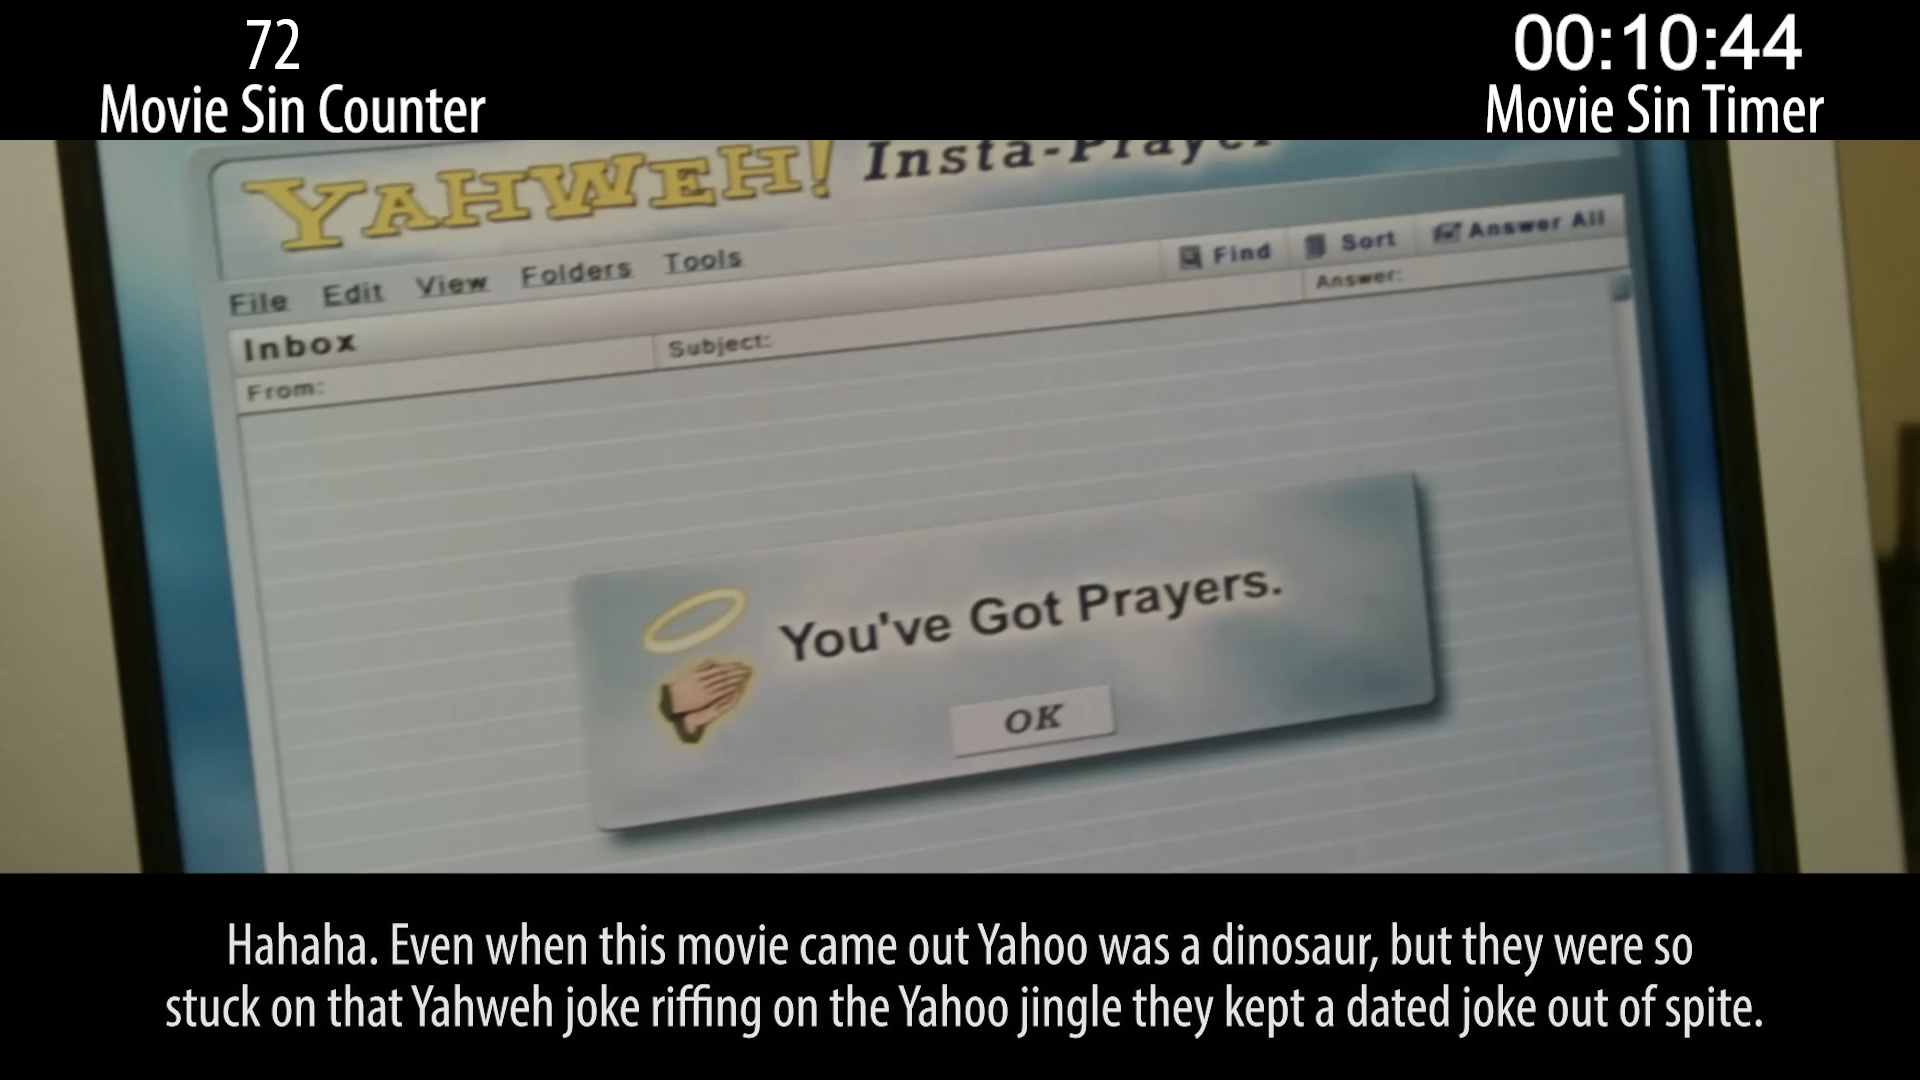 72
Movie Sin Counter
00:10:44
Movie Sin Timer
YAHWEH! Insta-Prayer
File Edit View Folders Tools
Find Sort Answer All
Inbox
From: Subject: Answer:
You've Got Prayers.
OK
Hahaha. Even when this movie came out Yahoo was a dinosaur, but they were so
stuck on that Yahweh joke riffing on the Yahoo jingle they kept a dated joke out of spite.